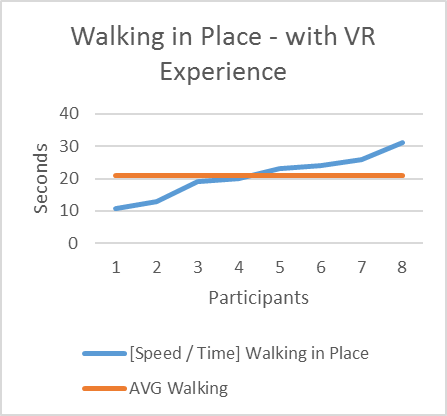 Walking in Place - with VR
Experience
40
30
20
10
0
Seconds
1 2 3 4 5 6 7 8
Participants
[Speed / Time] Walking in Place
AVG Walking